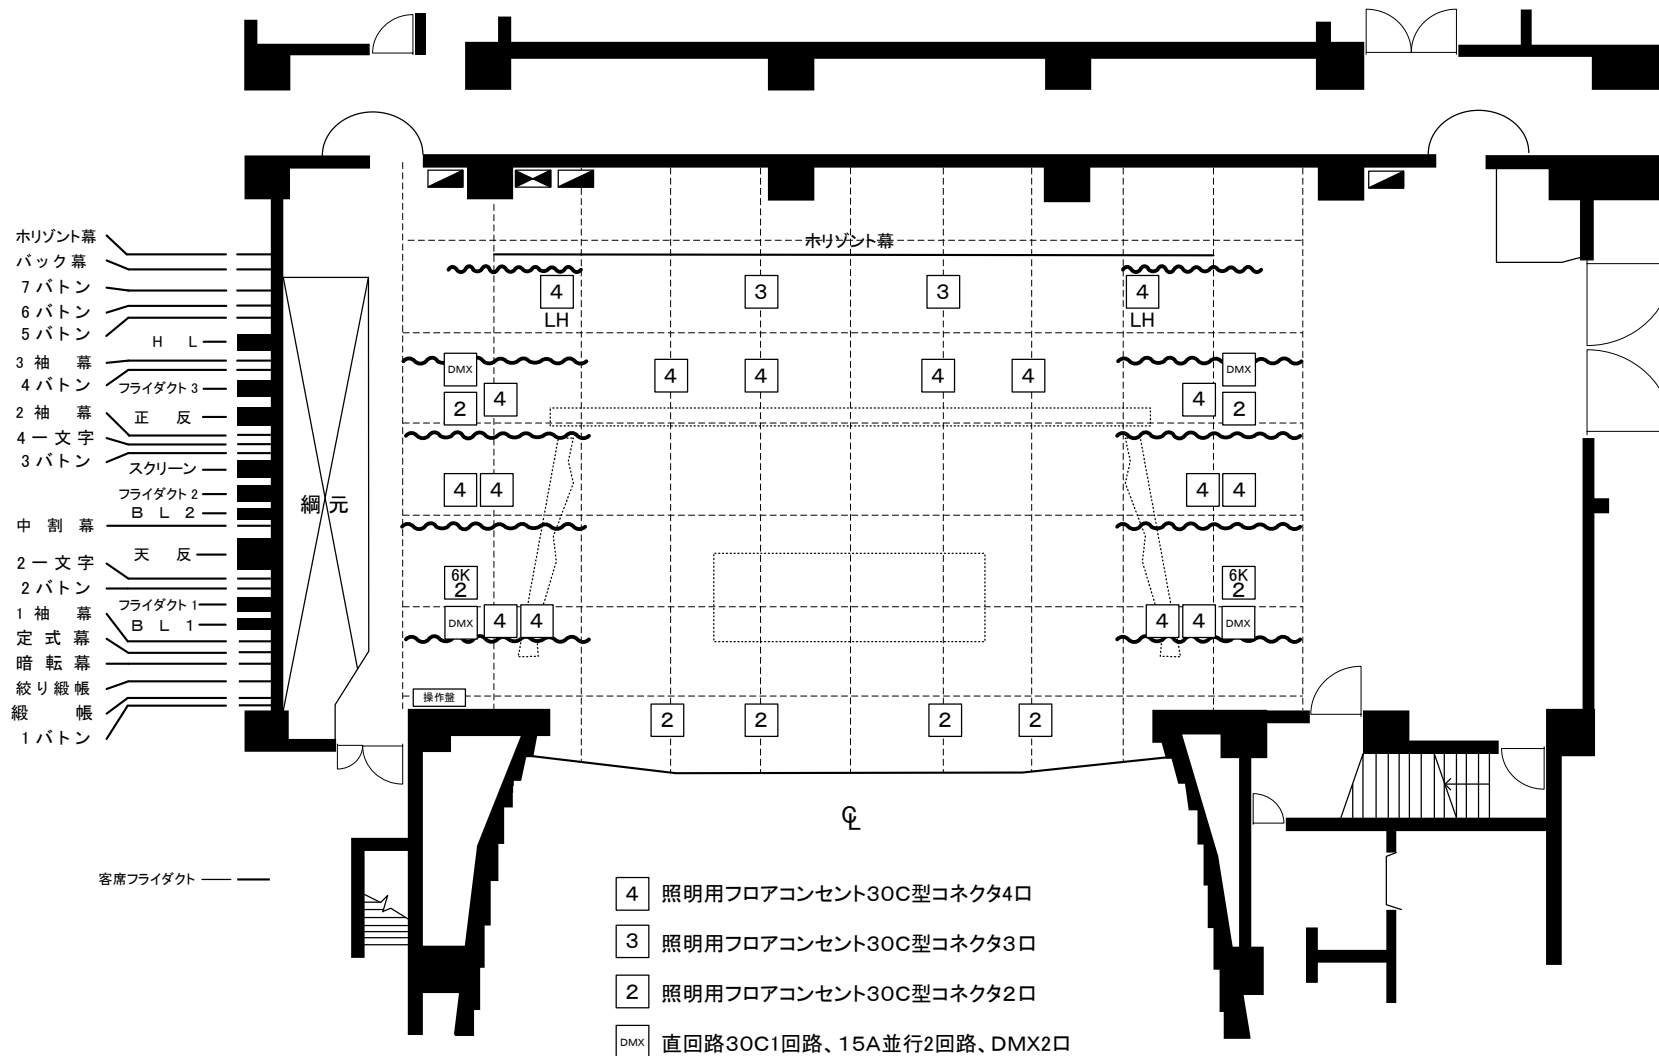 ホリゾント幕
バック幕
7バトン
6バトン
5バトン
H L
3袖幕
4バトン
フライダクト3
2袖幕
正反
4一文字
3バトン
スクリーン
フライダクト2
BL2
中割幕
天反
2一文字
2バトン
フライダクト1
1袖幕
BL1
定式幕
暗転幕
絞り緞帳
緞帳
1バトン
客席フライダクト
綱元
ホリゾント幕
4 3 3 4
LH LH
DMX 4 4 4 4 DMX
2 4 4 2
4 4 4 4
6K 6K
2 2
DMX 4 4 4 4 DMX
操作盤
2 2 2 2
℄
4 照明用フロアコンセント30C型コネクタ4口
3 照明用フロアコンセント30C型コネクタ3口
2 照明用フロアコンセント30C型コネクタ2口
DMX 直回路30C1回路、15A並行2回路、DMX2口